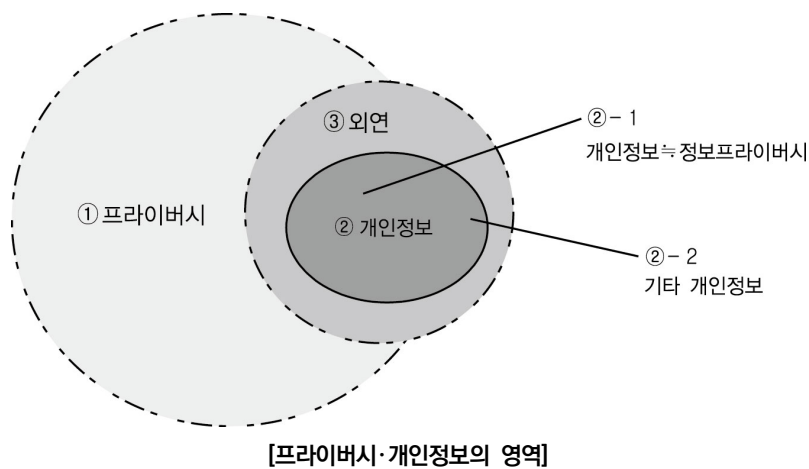 ③ 외연
②-1
개인정보≒정보프라이버시
① 프라이버시
② 개인정보
②-2
기타 개인정보
[프라이버시·개인정보의 영역]